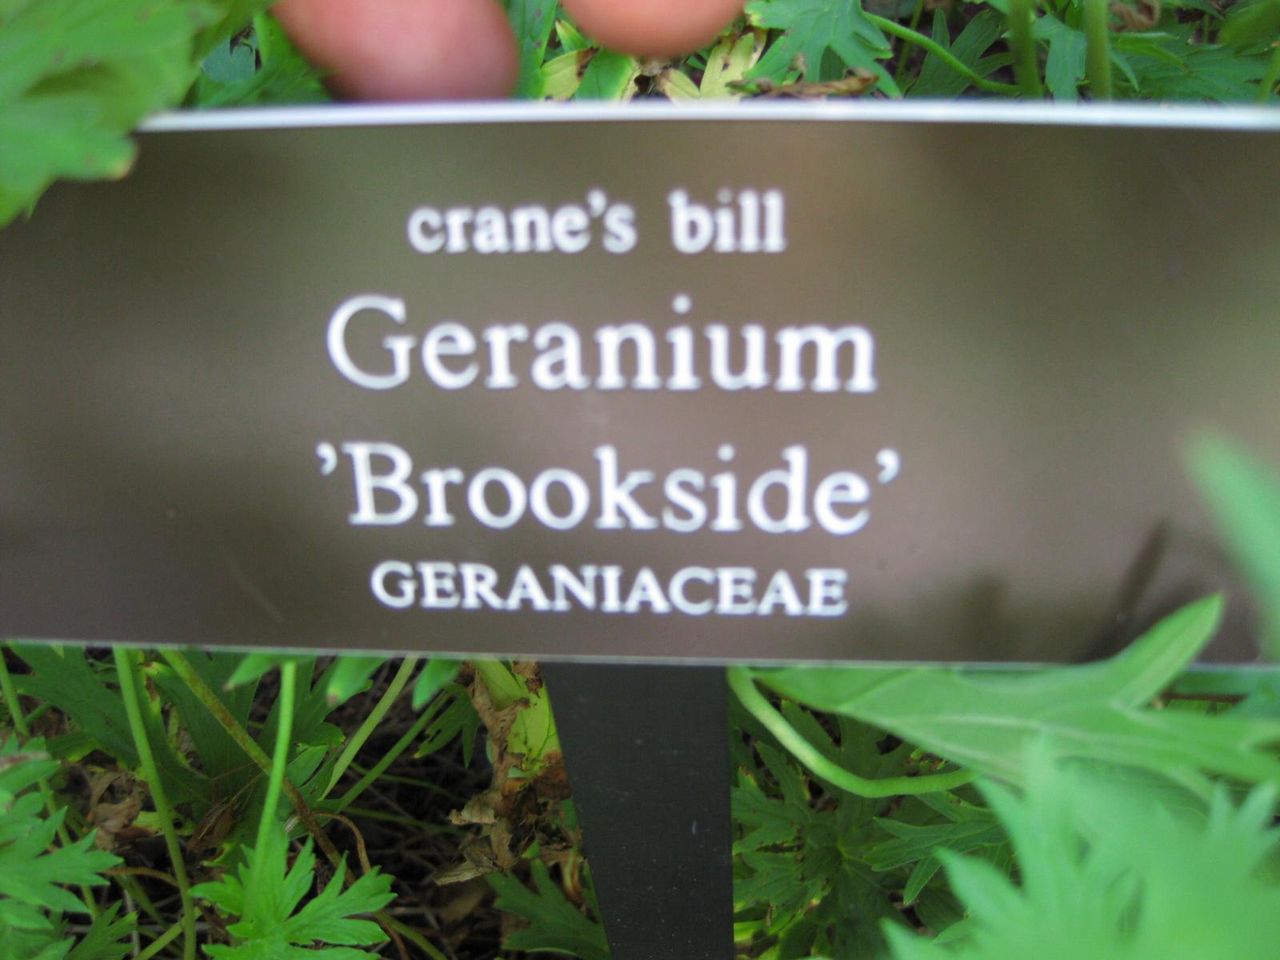 crane's bill
Geranium
’Brookside’
GERANIACEAE